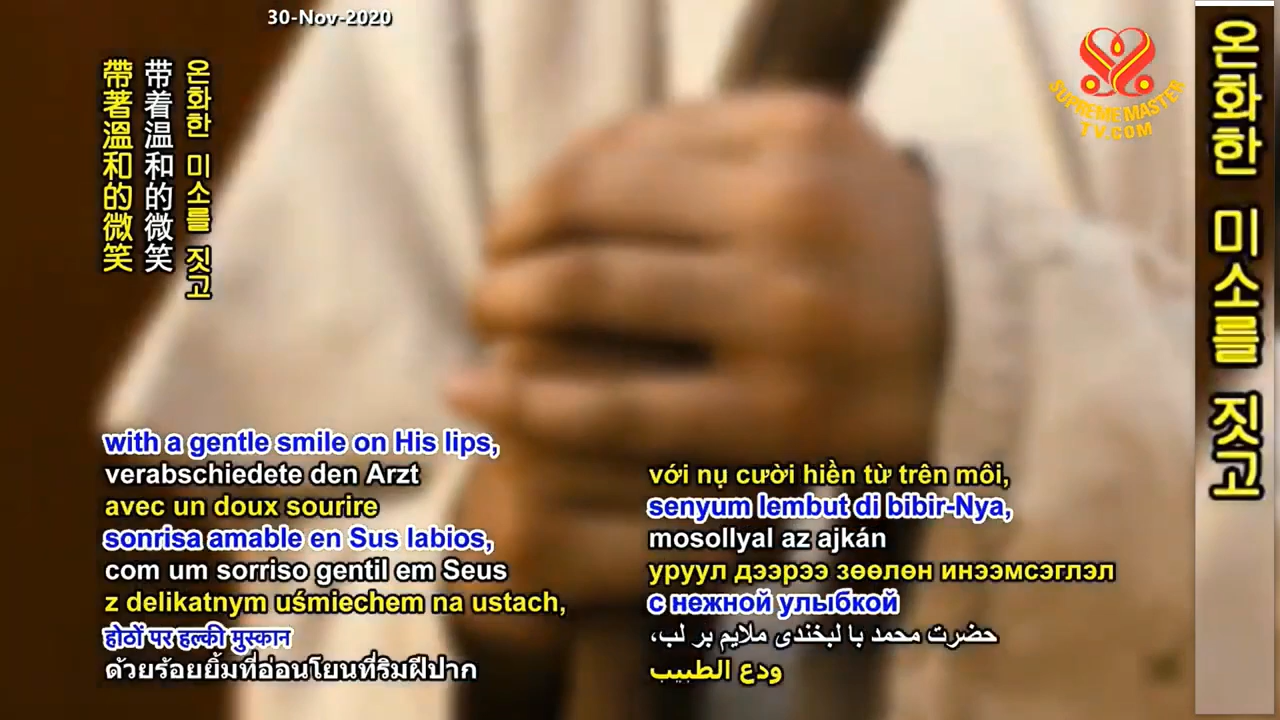 30-Nov-2020
帶著溫和的微笑
带着温和的微笑
온화한 미소를 짓고
SUPREME MASTER
TV.COM
온화한 미소를 짓고
with a gentle smile on His lips,
verabschiedete den Arzt
avec un doux sourire
sonrisa amable en Sus labios,
com um sorriso gentil em Seus
z delikatnym uśmiechem na ustach,
होठों पर हल्की मुस्कान
ด้วยร้อยยิ้มที่อ่อนโยนที่ริมฝีปาก
với nụ cười hiền từ trên môi,
senyum lembut di bibir-Nya,
mosollyal az ajkán
уруул дээрээ зөөлөн инээмсэглэл
с нежной улыбкой
حضرت محمد با لبخندی ملایم بر لب،
ودع الطبيب